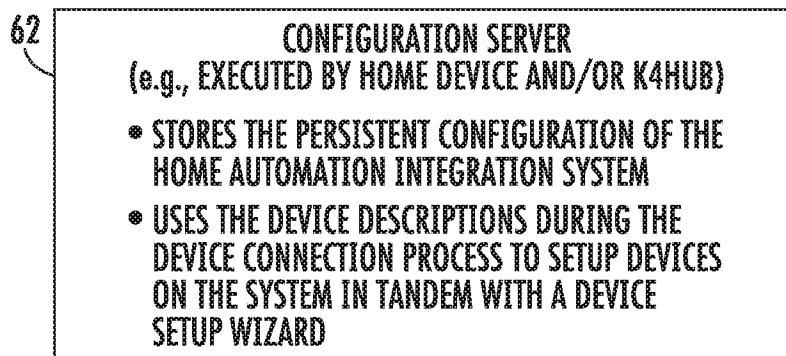 62
CONFIGURATION SERVER
(e.g., EXECUTED BY HOME DEVICE AND/OR K4HUB)
• STORES THE PERSISTENT CONFIGURATION OF THE
HOME AUTOMATION INTEGRATION SYSTEM
• USES THE DEVICE DESCRIPTIONS DURING THE
DEVICE CONNECTION PROCESS TO SETUP DEVICES
ON THE SYSTEM IN TANDEM WITH A DEVICE
SETUP WIZARD